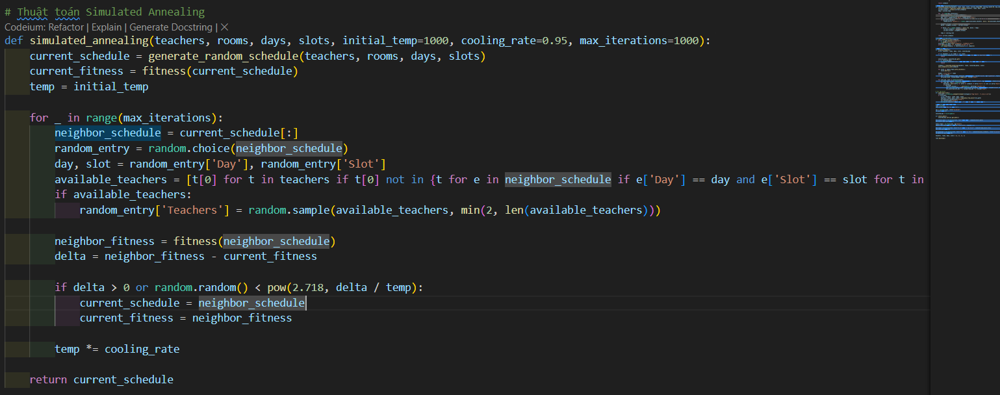 # Thuật toán Simulated Annealing
Codeium: Refactor | Explain | Generate Docstring | ×
def simulated_annealing(teachers, rooms, days, slots, initial_temp=1000, cooling_rate=0.95, max_iterations=1000):
    current_schedule = generate_random_schedule(teachers, rooms, days, slots)
    current_fitness = fitness(current_schedule)
    temp = initial_temp

    for _ in range(max_iterations):
        neighbor_schedule = current_schedule[:]
        random_entry = random.choice(neighbor_schedule)
        day, slot = random_entry['Day'], random_entry['Slot']
        available_teachers = [t[0] for t in teachers if t[0] not in {t for e in neighbor_schedule if e['Day'] == day and e['Slot'] == slot for t in
        if available_teachers:
            random_entry['Teachers'] = random.sample(available_teachers, min(2, len(available_teachers)))

        neighbor_fitness = fitness(neighbor_schedule)
        delta = neighbor_fitness - current_fitness

        if delta > 0 or random.random() < pow(2.718, delta / temp):
            current_schedule = neighbor_schedule
            current_fitness = neighbor_fitness

        temp *= cooling_rate

    return current_schedule